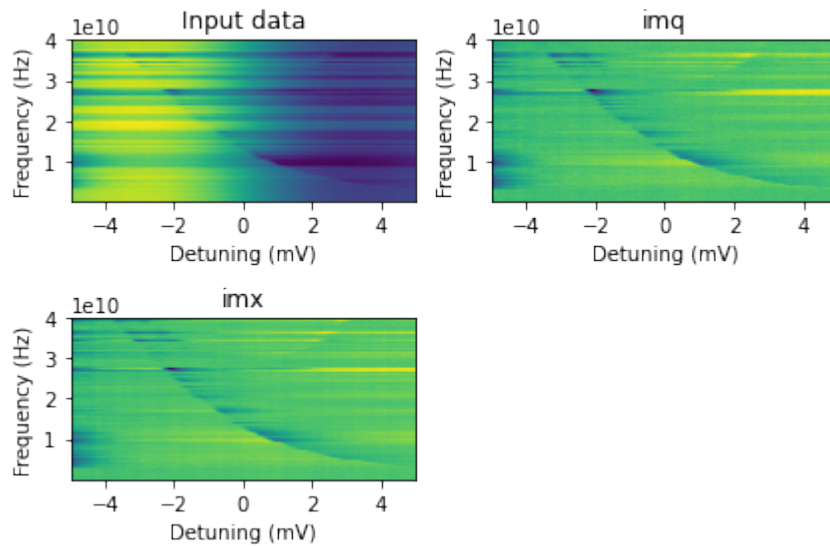 Input data
1e10
Frequency (Hz)
4
3
2
1
−4 −2 0 2 4
Detuning (mV)
imq
1e10
Frequency (Hz)
4
3
2
1
−4 −2 0 2 4
Detuning (mV)
imx
1e10
Frequency (Hz)
4
3
2
1
−4 −2 0 2 4
Detuning (mV)